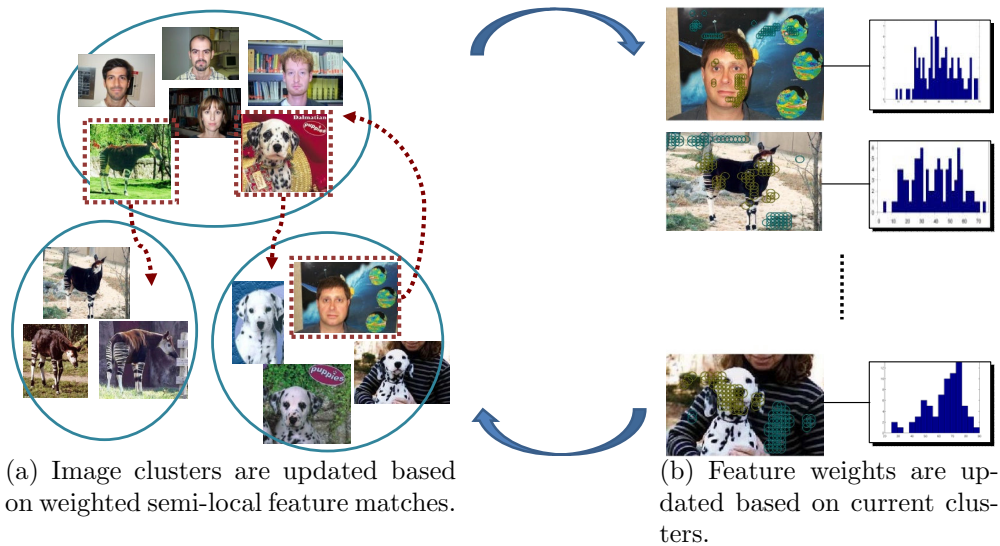 Dalmatian
puppies
puppies
(a) Image clusters are updated based
on weighted semi-local feature matches.
(b) Feature weights are up-
dated based on current clus-
ters.